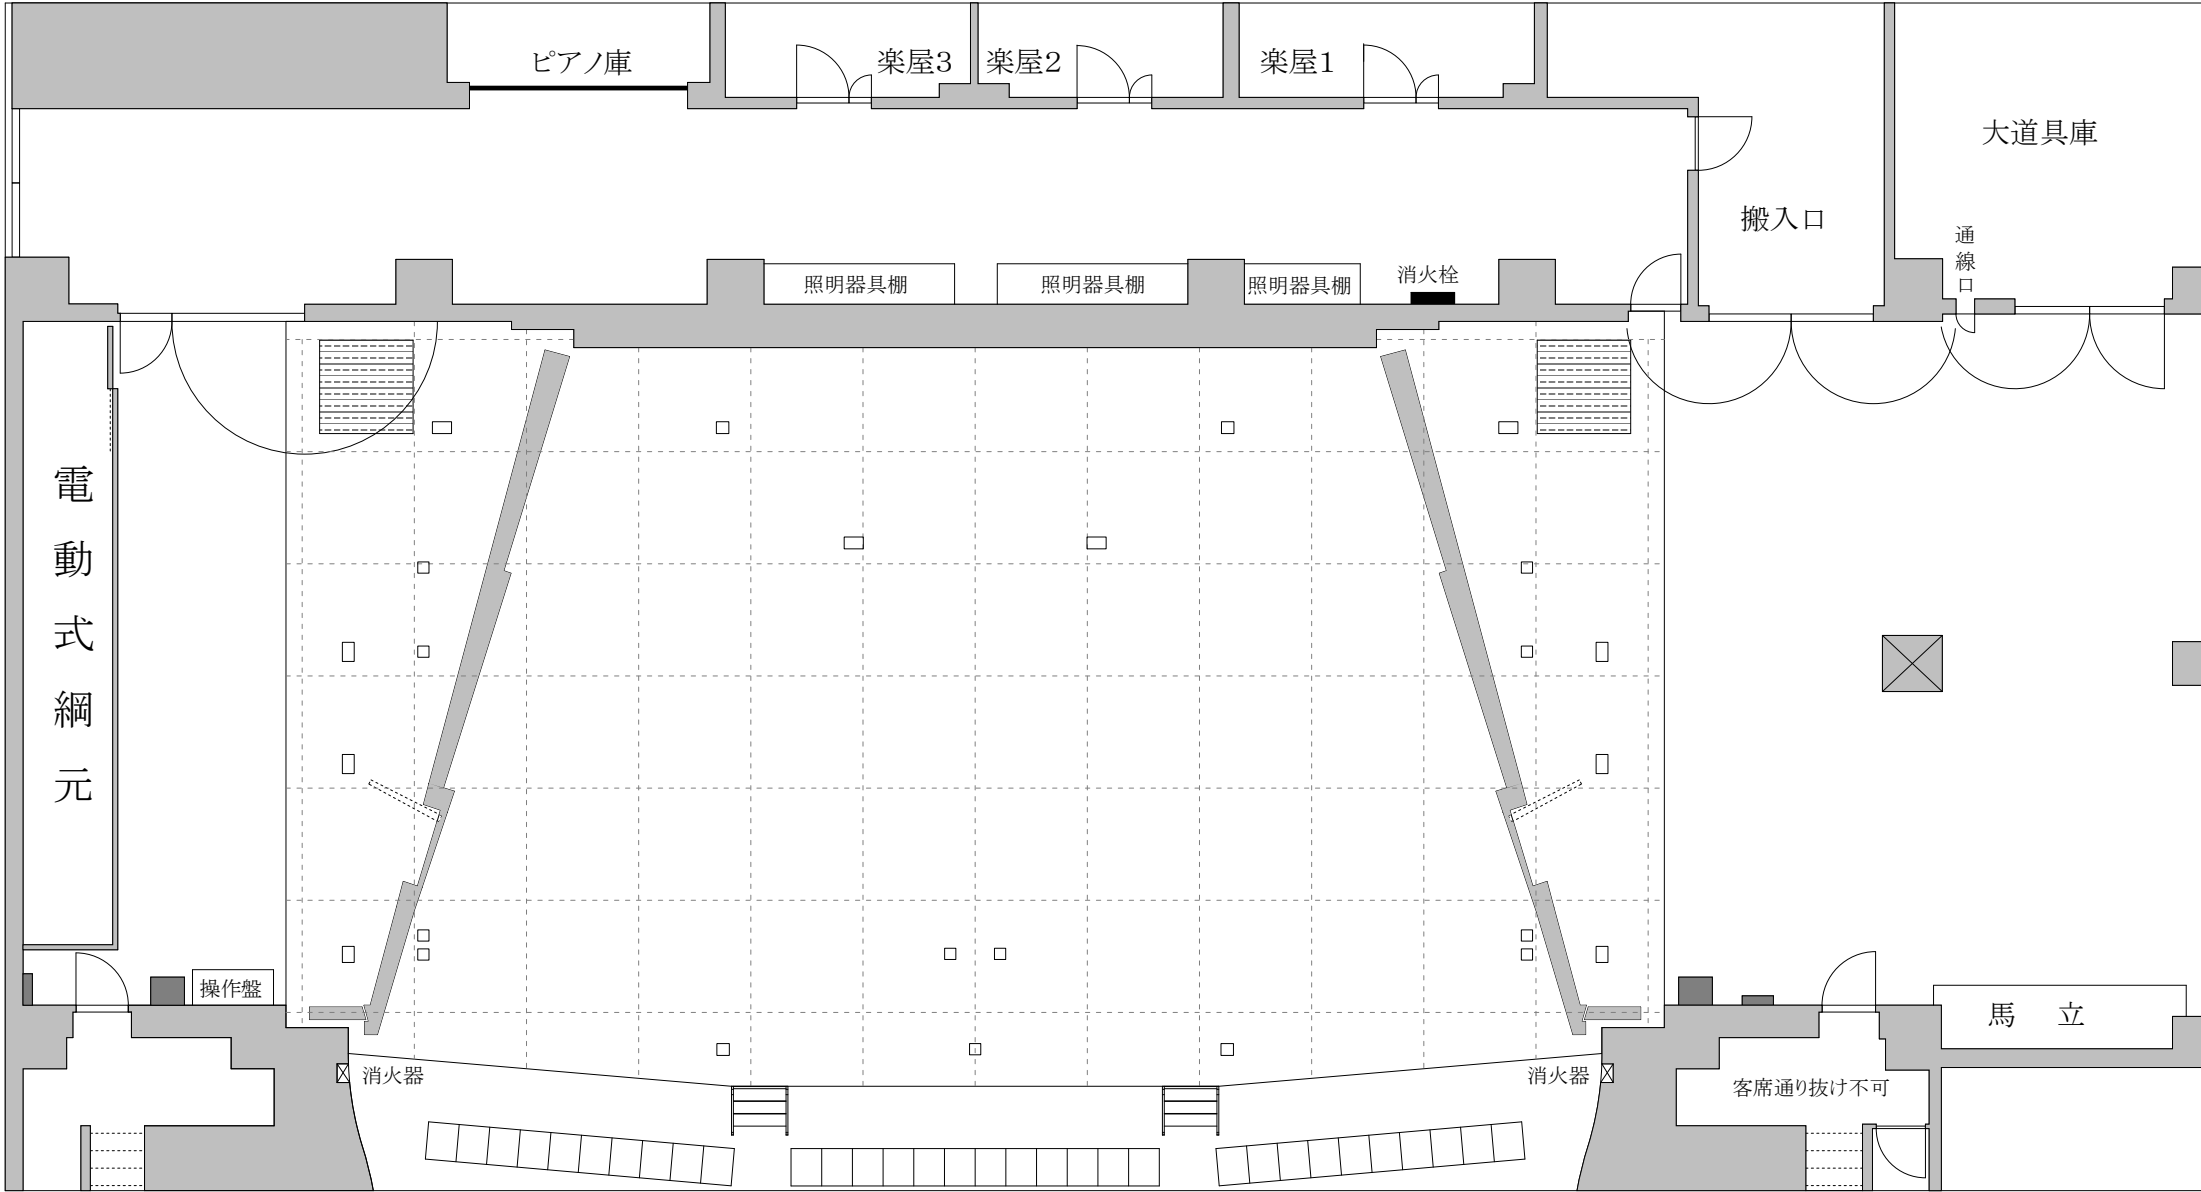 ピアノ庫
楽屋3
楽屋2
楽屋1
大道具庫
搬入口
通線口
照明器具棚
照明器具棚
照明器具棚
消火栓
電動式綱元
操作盤
馬 立
消火器
消火器
客席通り抜け不可